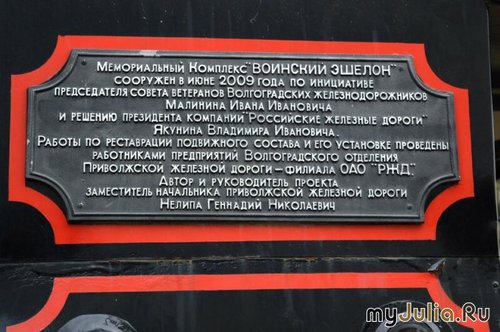 Мемориальный Комплекс "ВОИНСКИЙ ЭШЕЛОН"
сооружен в июне 2009 года по инициативе
председателя совета ветеранов Волгоградских железнодорожников
Малинина Ивана Ивановича
и решению президента компании "Российские железные дороги"
Якунина Владимира Ивановича.
Работы по реставрации подвижного состава и его установке проведены
работниками предприятий Волгоградского отделения
Приволжской железной дороги – филиала ОАО "РЖД".
Автор и руководитель проекта
заместитель начальника Приволжской железной дороги
Нелипа Геннадий Николаевич
myJulia.Ru